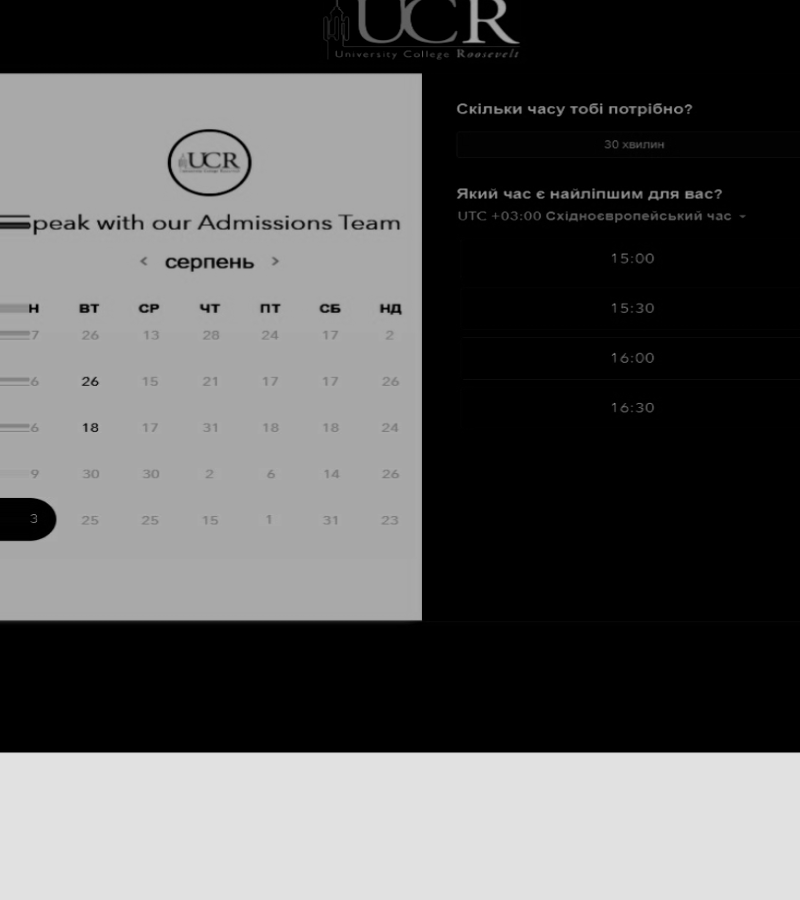 UCR
University College Roosevelt
UCR
peak with our Admissions Team
< серпень >
Н ВТ СР ЧТ ПТ СБ НД
7 26 13 28 24 17 2
6 26 15 21 17 17 26
6 18 17 31 18 18 24
9 30 30 2 6 14 26
3 25 25 15 1 31 23
Скільки часу тобі потрібно?
30 хвилин
Який час є найліпшим для вас?
UTC +03:00 Східноєвропейський час
15:00
15:30
16:00
16:30